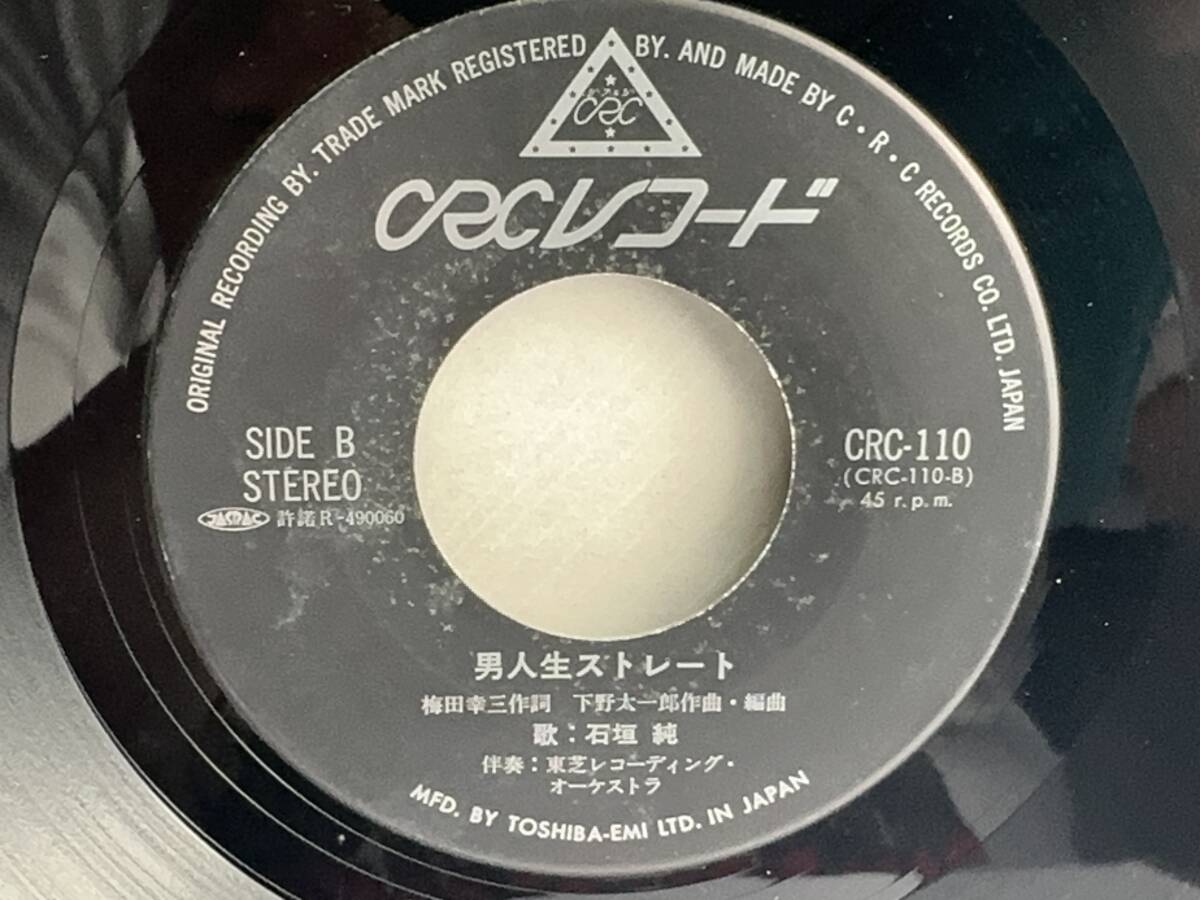 ORIGINAL RECORDING BY. TRADE MARK REGISTERED BY. AND MADE BY C・R・C RECORDS CO. LTD. JAPAN
CRC
CRCレコード
SIDE B
STEREO
JASRAC 許諾R-490060
CRC-110
(CRC-110-B)
45 r.p.m.
男人生ストレート
梅田幸三作詞 下野太一郎作曲・編曲
歌：石垣 純
伴奏：東芝レコーディング・
オーケストラ
MFD. BY TOSHIBA-EMI LTD. IN JAPAN